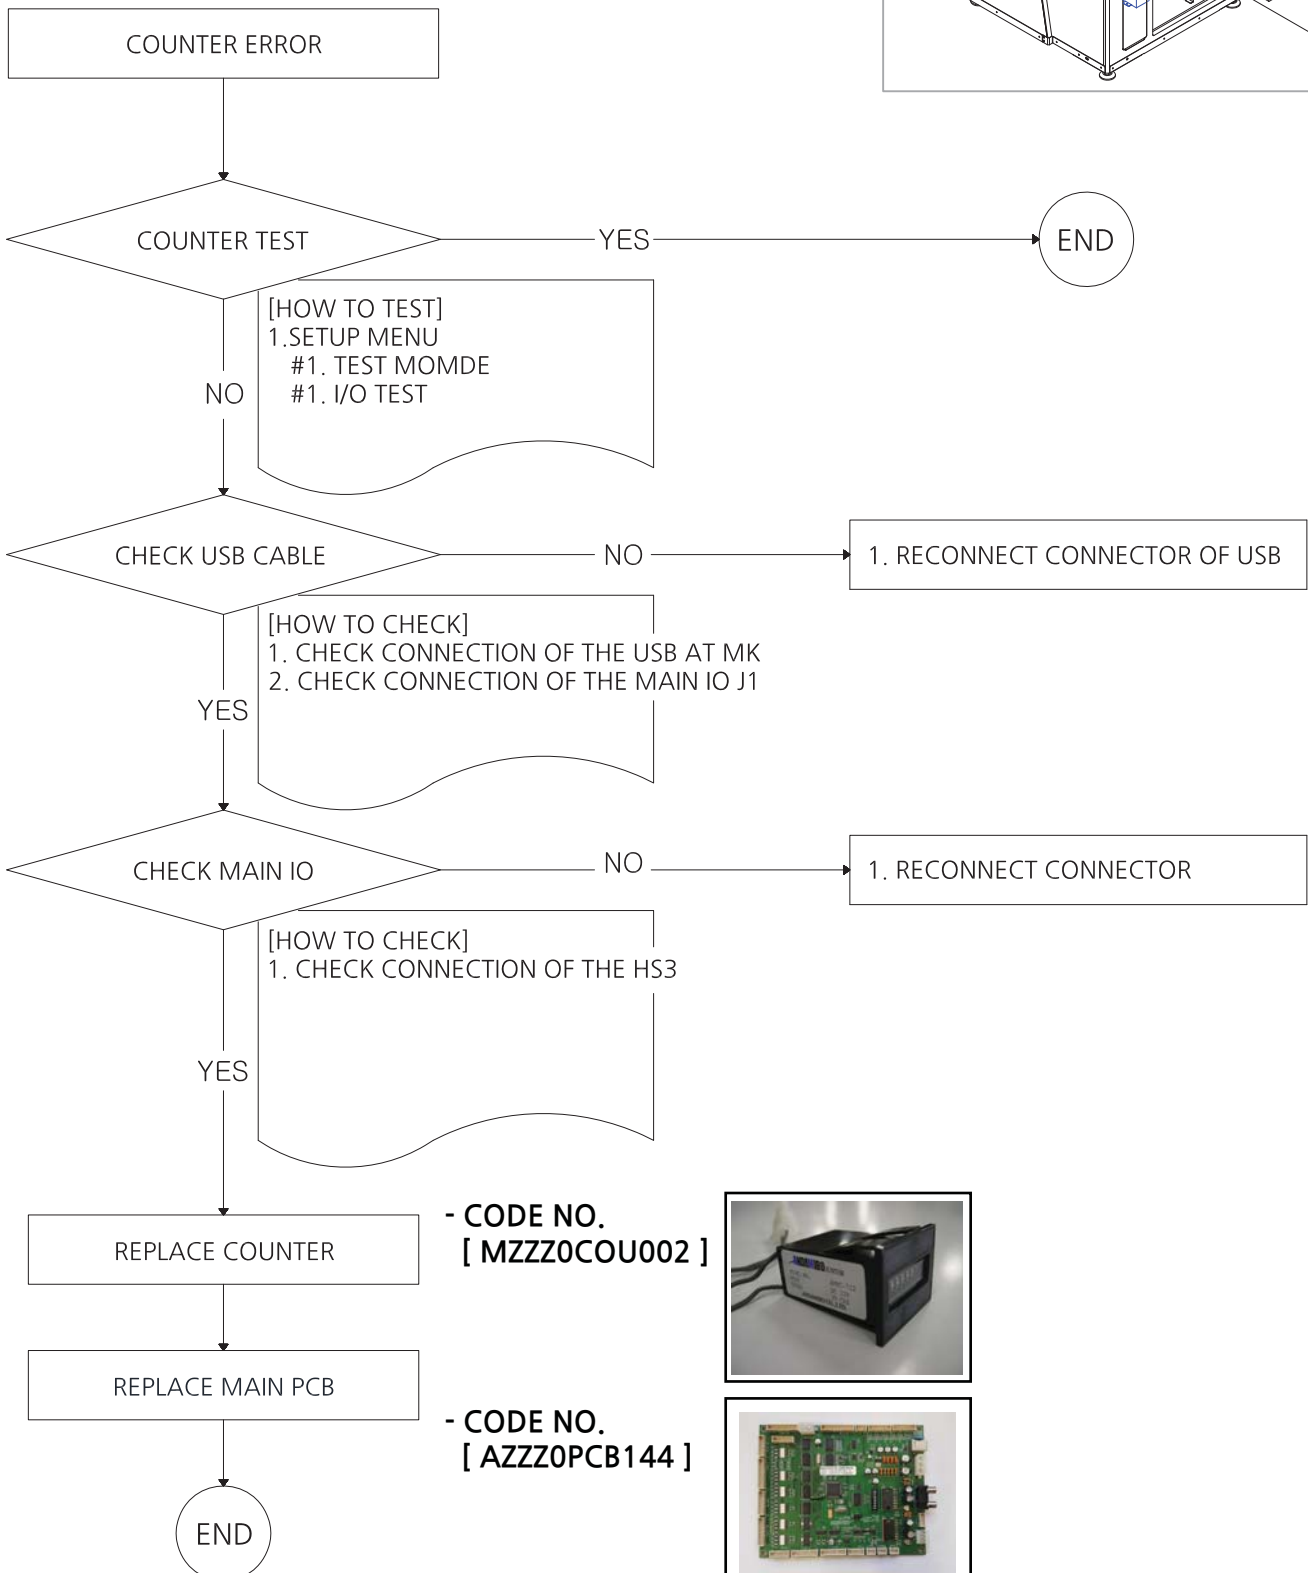 COUNTER ERROR
COUNTER TEST
YES
END
[HOW TO TEST]
1.SETUP MENU
#1. TEST MOMDE
#1. I/O TEST
NO
CHECK USB CABLE
NO
1. RECONNECT CONNECTOR OF USB
[HOW TO CHECK]
1. CHECK CONNECTION OF THE USB AT MK
2. CHECK CONNECTION OF THE MAIN IO J1
YES
CHECK MAIN IO
NO
1. RECONNECT CONNECTOR
[HOW TO CHECK]
1. CHECK CONNECTION OF THE HS3
YES
REPLACE COUNTER
- CODE NO.
[ MZZZ0COU002 ]
REPLACE MAIN PCB
- CODE NO.
[ AZZZ0PCB144 ]
END